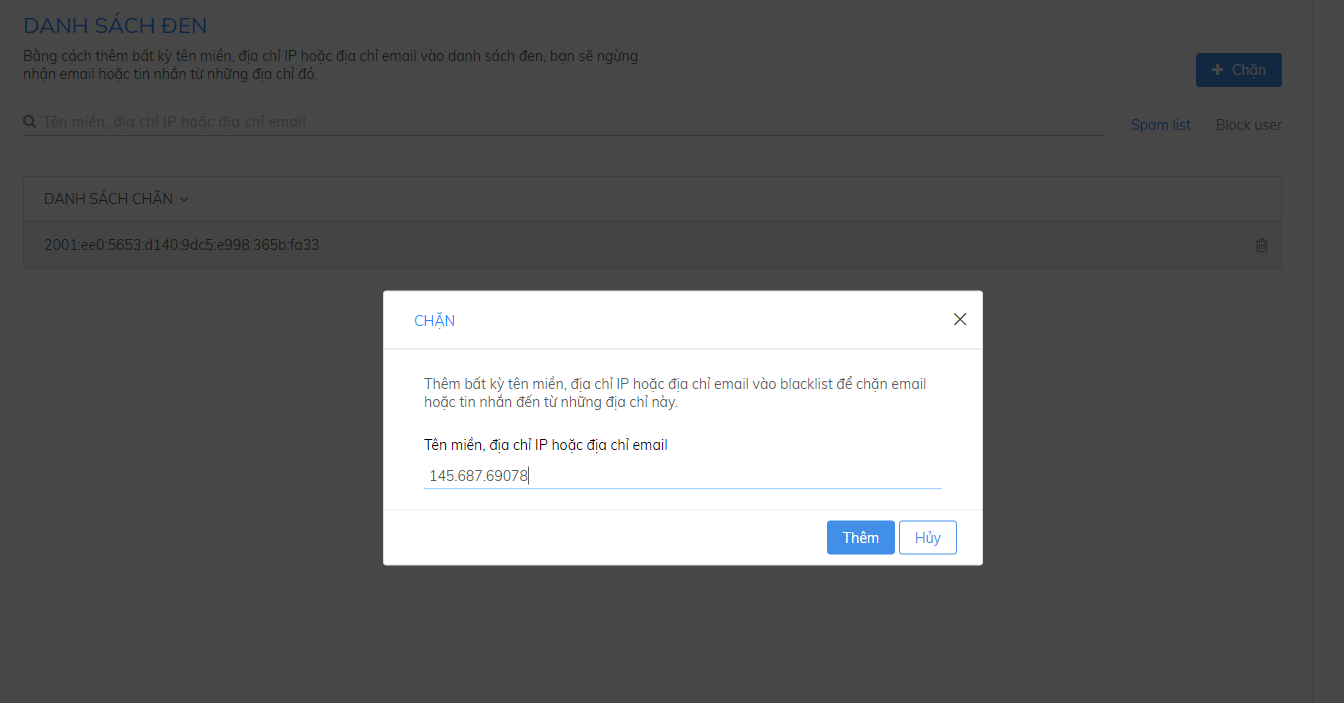 DANH SÁCH ĐEN
Bằng cách thêm bất kỳ tên miền, địa chỉ IP hoặc địa chỉ email vào danh sách đen, bạn sẽ ngừng
nhận email hoặc tin nhắn từ những địa chỉ đó.
Chặn
Tên miền, địa chỉ IP hoặc địa chỉ email
Spam list
Block user
DANH SÁCH CHẶN
2001:ee0:5653:d140:9dc5:e998:365b:fa33
CHẶN
Thêm bất kỳ tên miền, địa chỉ IP hoặc địa chỉ email vào blacklist để chặn email
hoặc tin nhắn đến từ những địa chỉ này.
Tên miền, địa chỉ IP hoặc địa chỉ email
145.687.69078
Thêm
Hủy